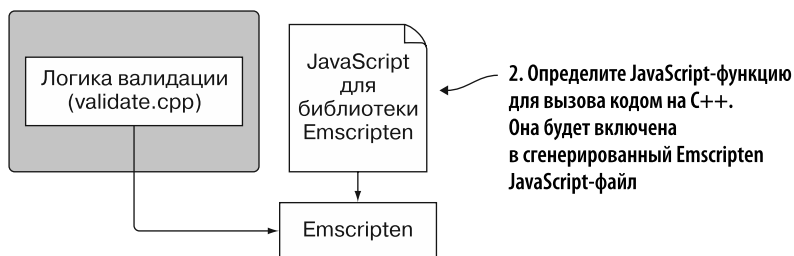 Логика валидации
(validate.cpp)
JavaScript
для
библиотеки
Emscripten
2. Определите JavaScript-функцию
для вызова кодом на C++.
Она будет включена
в сгенерированный Emscripten
JavaScript-файл
Emscripten